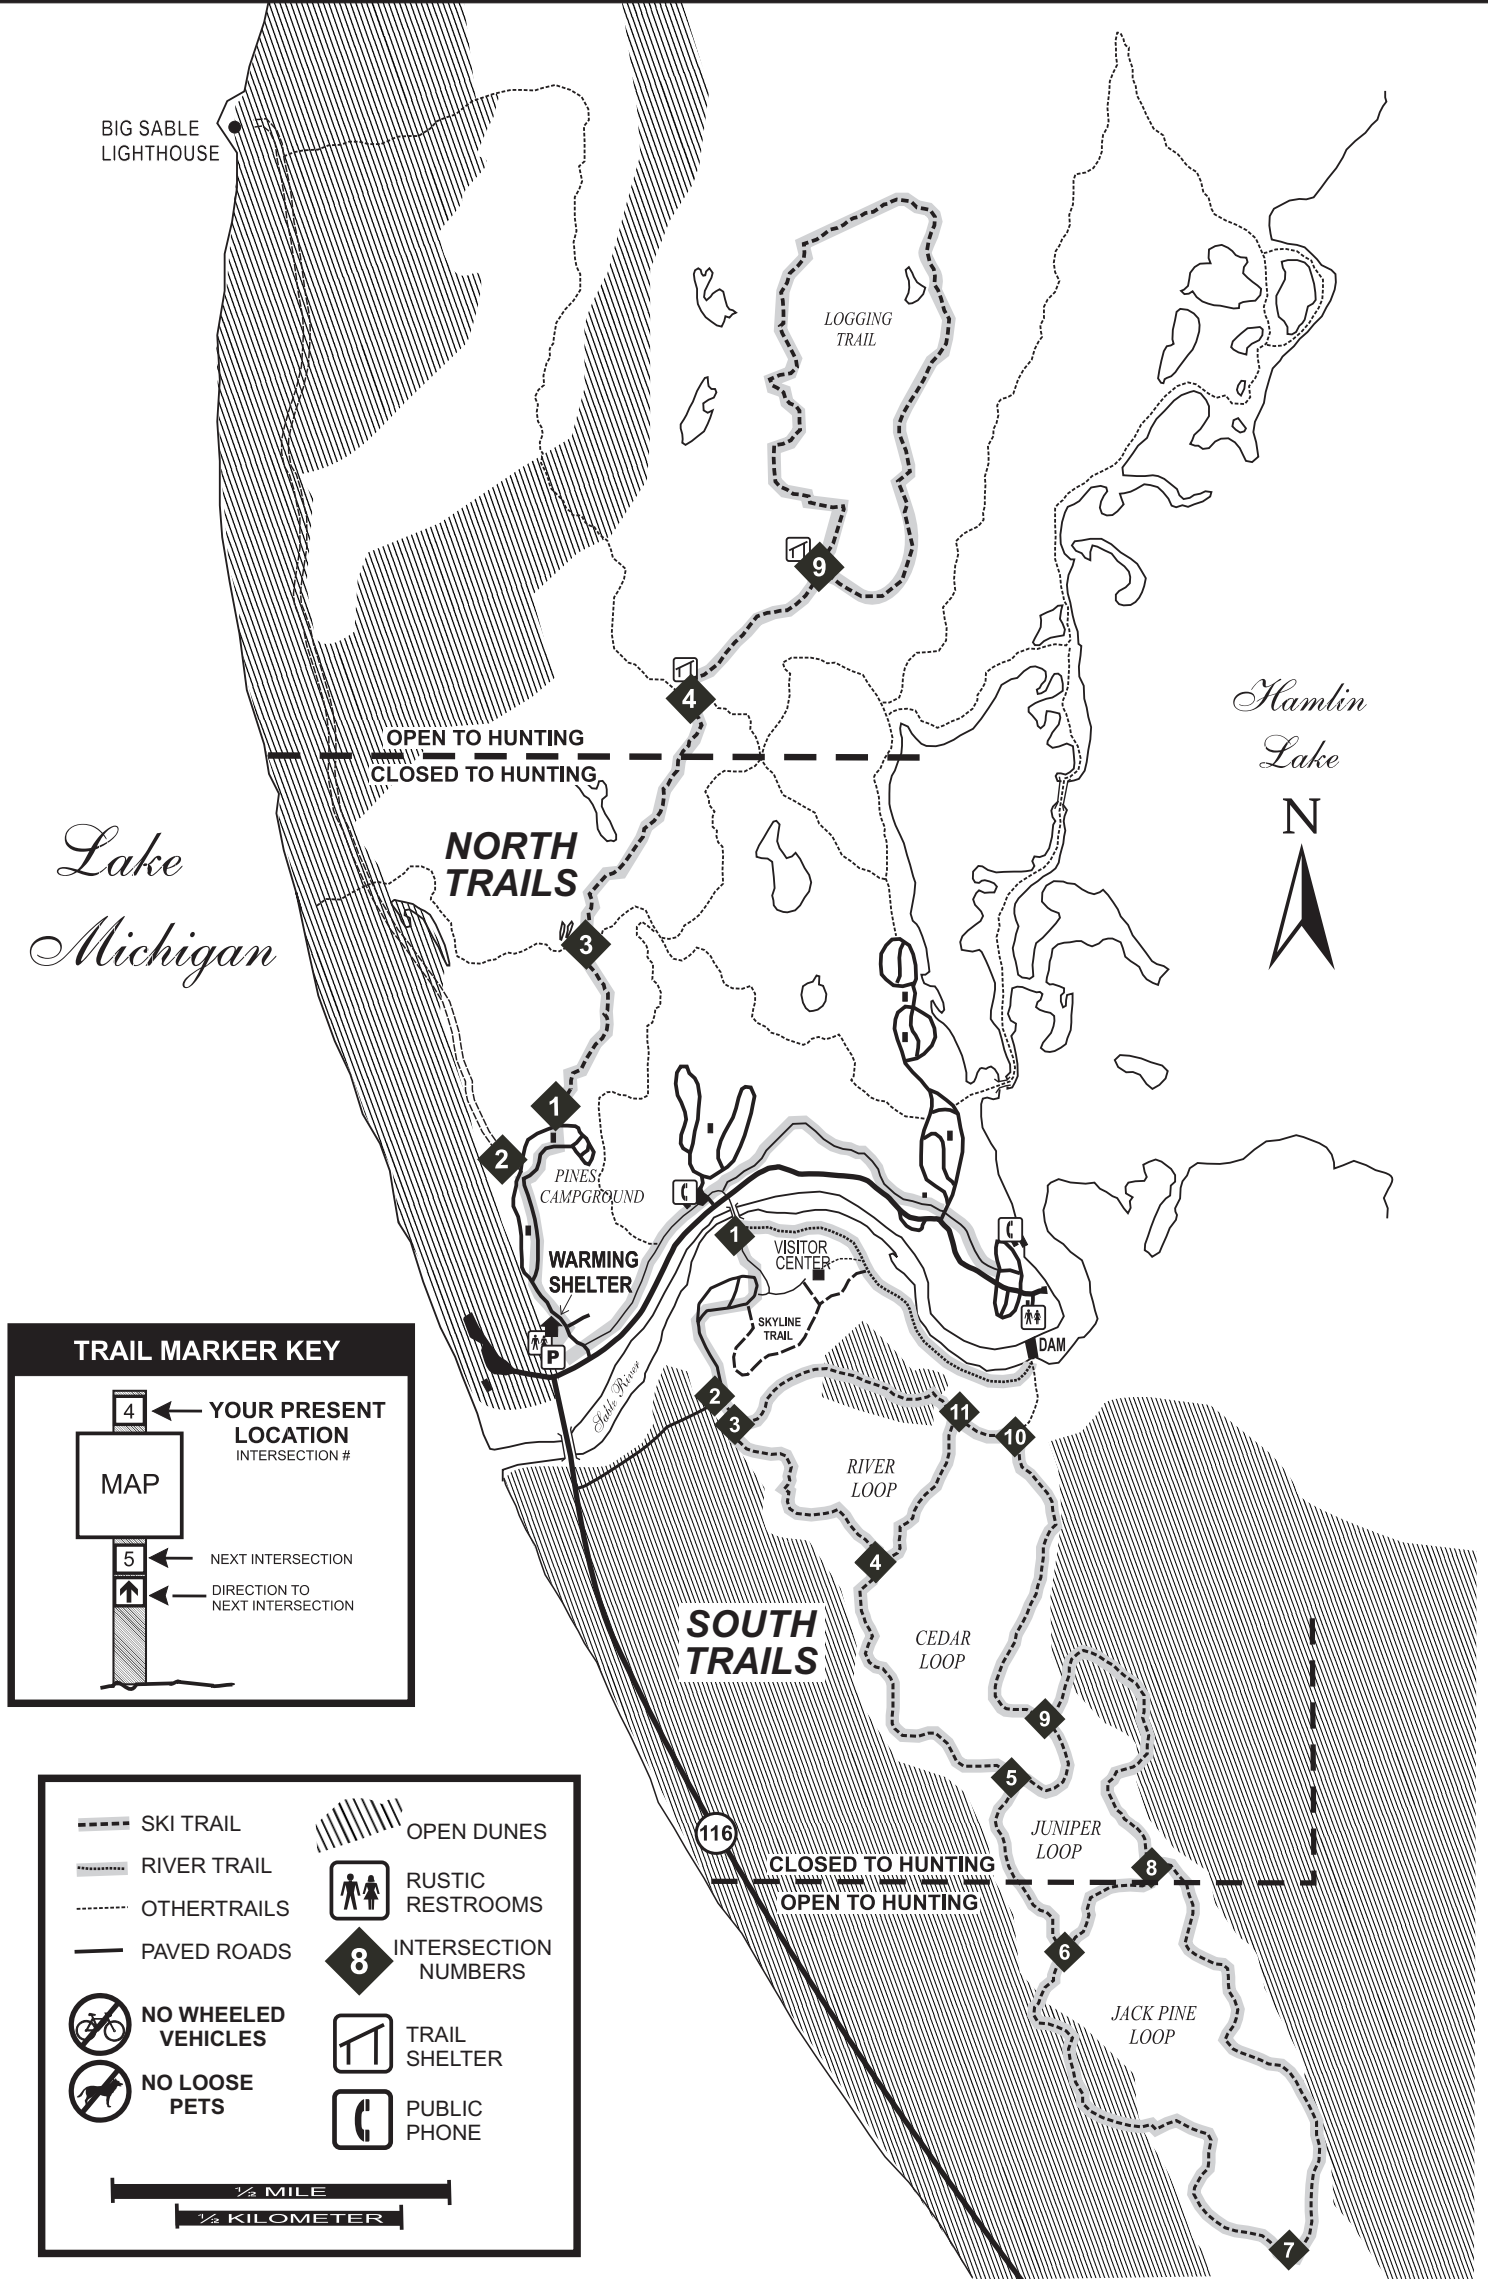 BIG SABLE
LIGHTHOUSE
LOGGING
TRAIL
9
4
OPEN TO HUNTING
CLOSED TO HUNTING
Hamlin
Lake
N
Lake
Michigan
NORTH
TRAILS
3
1
2
PINES
CAMPGROUND
WARMING
SHELTER
P
1
VISITOR
CENTER
SKYLINE
TRAIL
DAM
Sable River
2
3
11
10
RIVER
LOOP
4
SOUTH
TRAILS
CEDAR
LOOP
9
5
JUNIPER
LOOP
8
116
CLOSED TO HUNTING
OPEN TO HUNTING
6
JACK PINE
LOOP
7
TRAIL MARKER KEY
4
YOUR PRESENT
LOCATION
INTERSECTION #
MAP
5
NEXT INTERSECTION
DIRECTION TO
NEXT INTERSECTION
SKI TRAIL
RIVER TRAIL
OTHERTRAILS
PAVED ROADS
NO WHEELED
VEHICLES
NO LOOSE
PETS
OPEN DUNES
RUSTIC
RESTROOMS
8
INTERSECTION
NUMBERS
TRAIL
SHELTER
PUBLIC
PHONE
½ MILE
½ KILOMETER